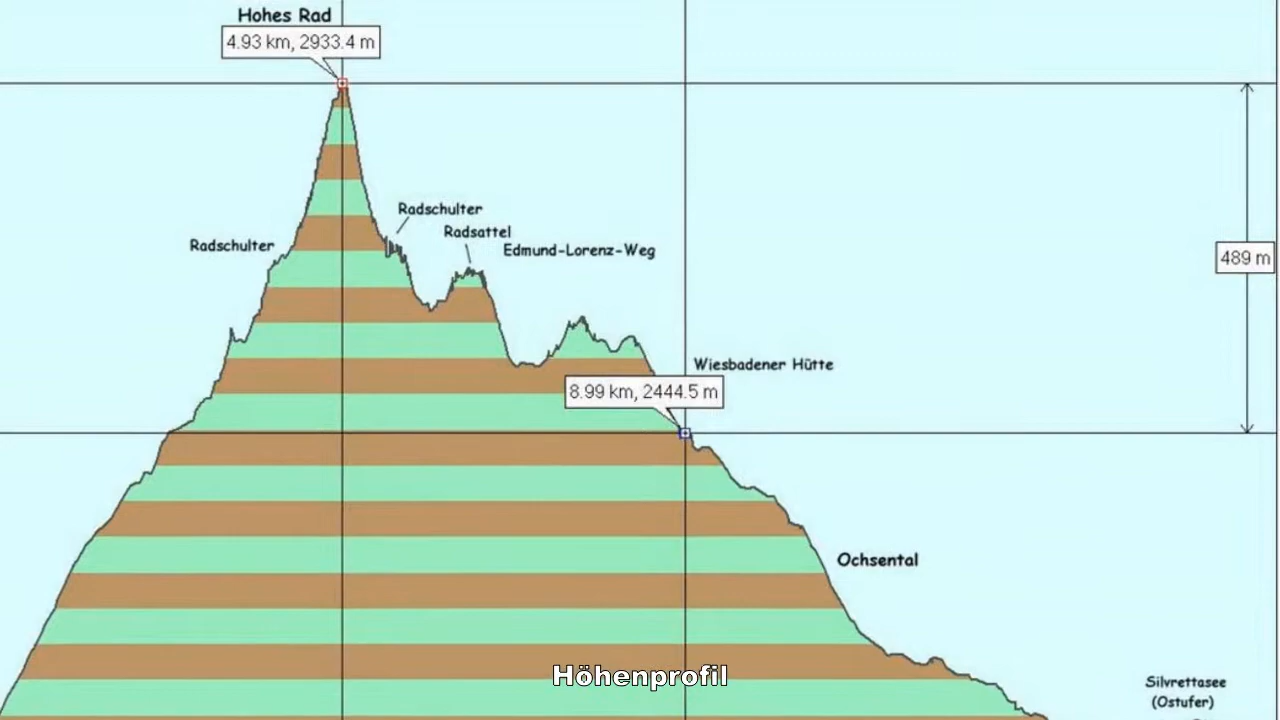 Hohes Rad
4.93 km, 2933.4 m
Radschulter
Radsattel
Radschulter
Edmund-Lorenz-Weg
489 m
Wiesbadener Hütte
8.99 km, 2444.5 m
Ochsental
Höhenprofil
Silvrettasee
(Ostufer)